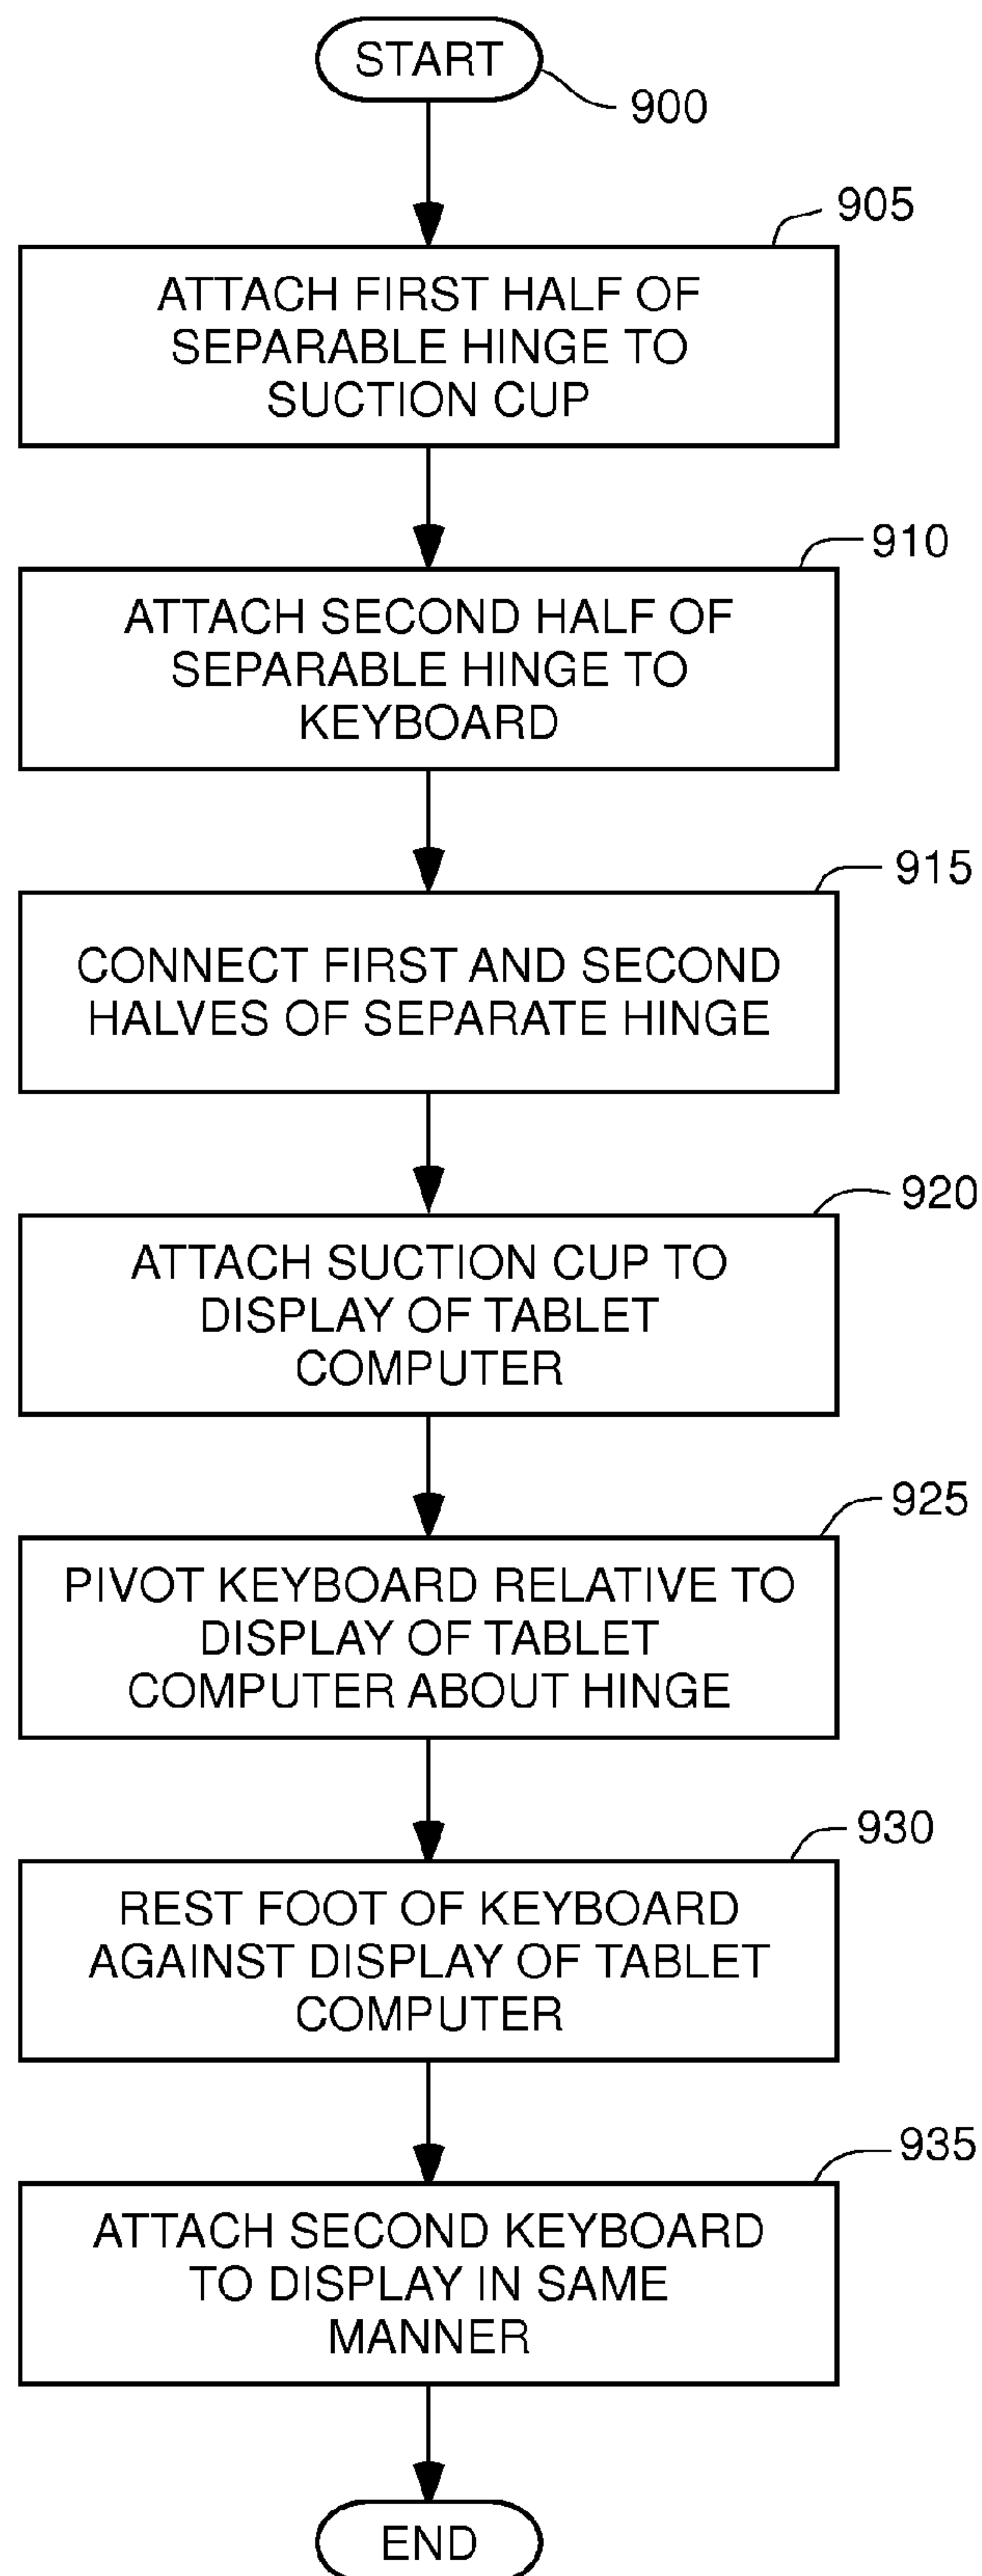 START
900
905
ATTACH FIRST HALF OF
SEPARABLE HINGE TO
SUCTION CUP
910
ATTACH SECOND HALF OF
SEPARABLE HINGE TO
KEYBOARD
915
CONNECT FIRST AND SECOND
HALVES OF SEPARATE HINGE
920
ATTACH SUCTION CUP TO
DISPLAY OF TABLET
COMPUTER
925
PIVOT KEYBOARD RELATIVE TO
DISPLAY OF TABLET
COMPUTER ABOUT HINGE
930
REST FOOT OF KEYBOARD
AGAINST DISPLAY OF TABLET
COMPUTER
935
ATTACH SECOND KEYBOARD
TO DISPLAY IN SAME
MANNER
END